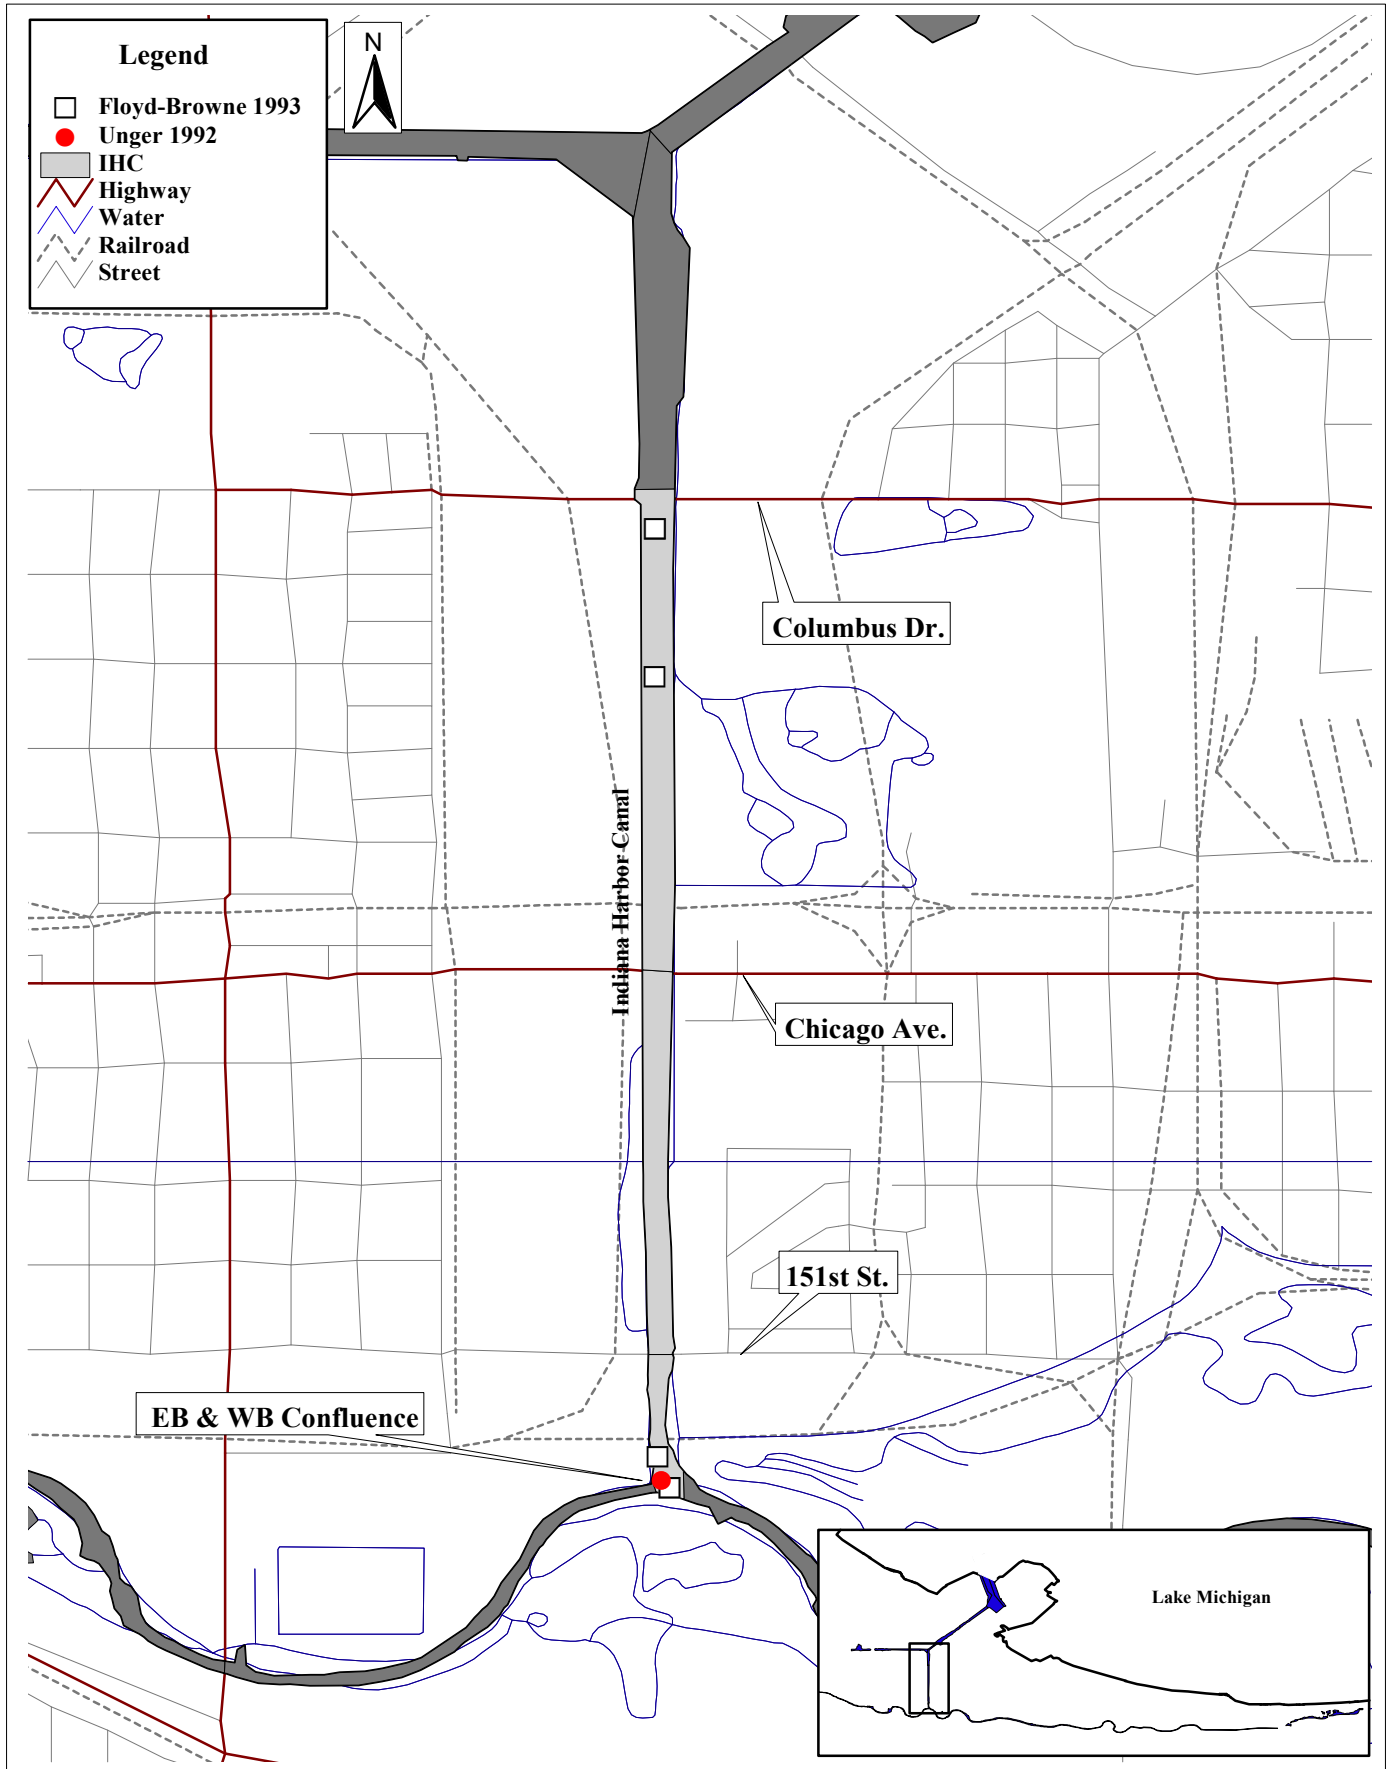 Legend
Floyd-Browne 1993
Unger 1992
IHC
Highway
Water
Railroad
Street
N
Columbus Dr.
Indiana Harbor Canal
Chicago Ave.
151st St.
EB & WB Confluence
Lake Michigan